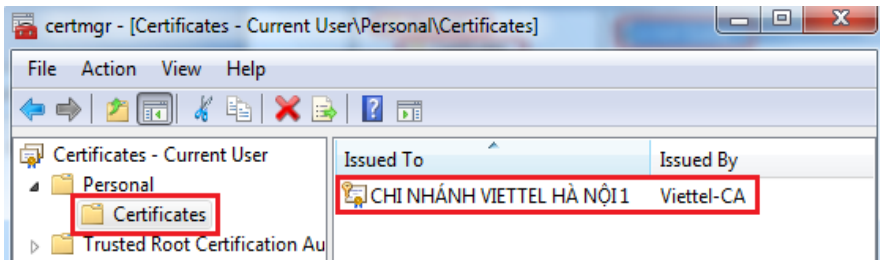 certmgr - [Certificates - Current User\Personal\Certificates]
File Action View Help
Certificates - Current User
Personal
Certificates
Trusted Root Certification Au
Issued To Issued By
CHI NHÁNH VIETTEL HÀ NỘI 1 Viettel-CA